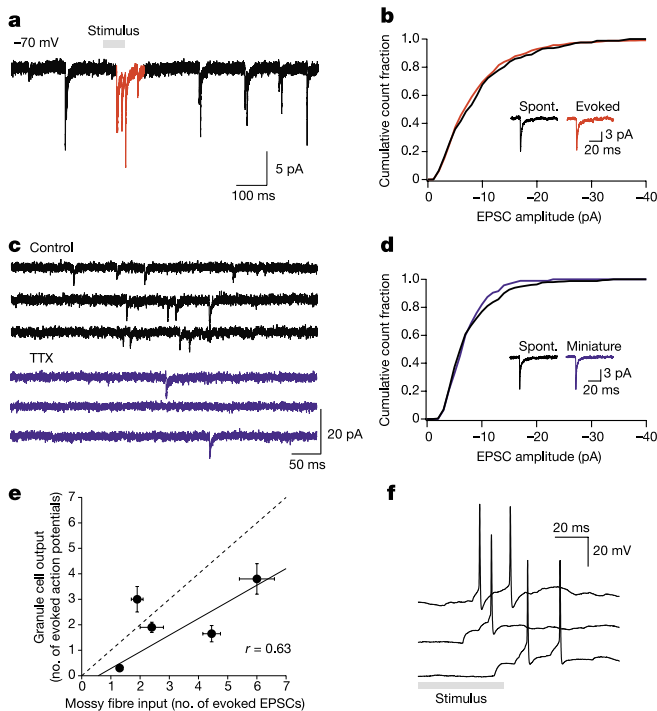 a
Stimulus
–70 mV
5 pA
100 ms
b
Cumulative count fraction
1.0
0.8
0.6
0.4
0.2
0
Spont.
Evoked
3 pA
20 ms
0
–10
–20
–30
–40
EPSC amplitude (pA)
c
Control
TTX
20 pA
50 ms
d
Cumulative count fraction
1.0
0.8
0.6
0.4
0.2
0
Spont.
Miniature
3 pA
20 ms
0
–10
–20
–30
–40
EPSC amplitude (pA)
e
Granule cell output
(no. of evoked action potentials)
7
6
5
4
3
2
1
0
r = 0.63
0
1
2
3
4
5
6
7
Mossy fibre input (no. of evoked EPSCs)
f
20 ms
20 mV
Stimulus